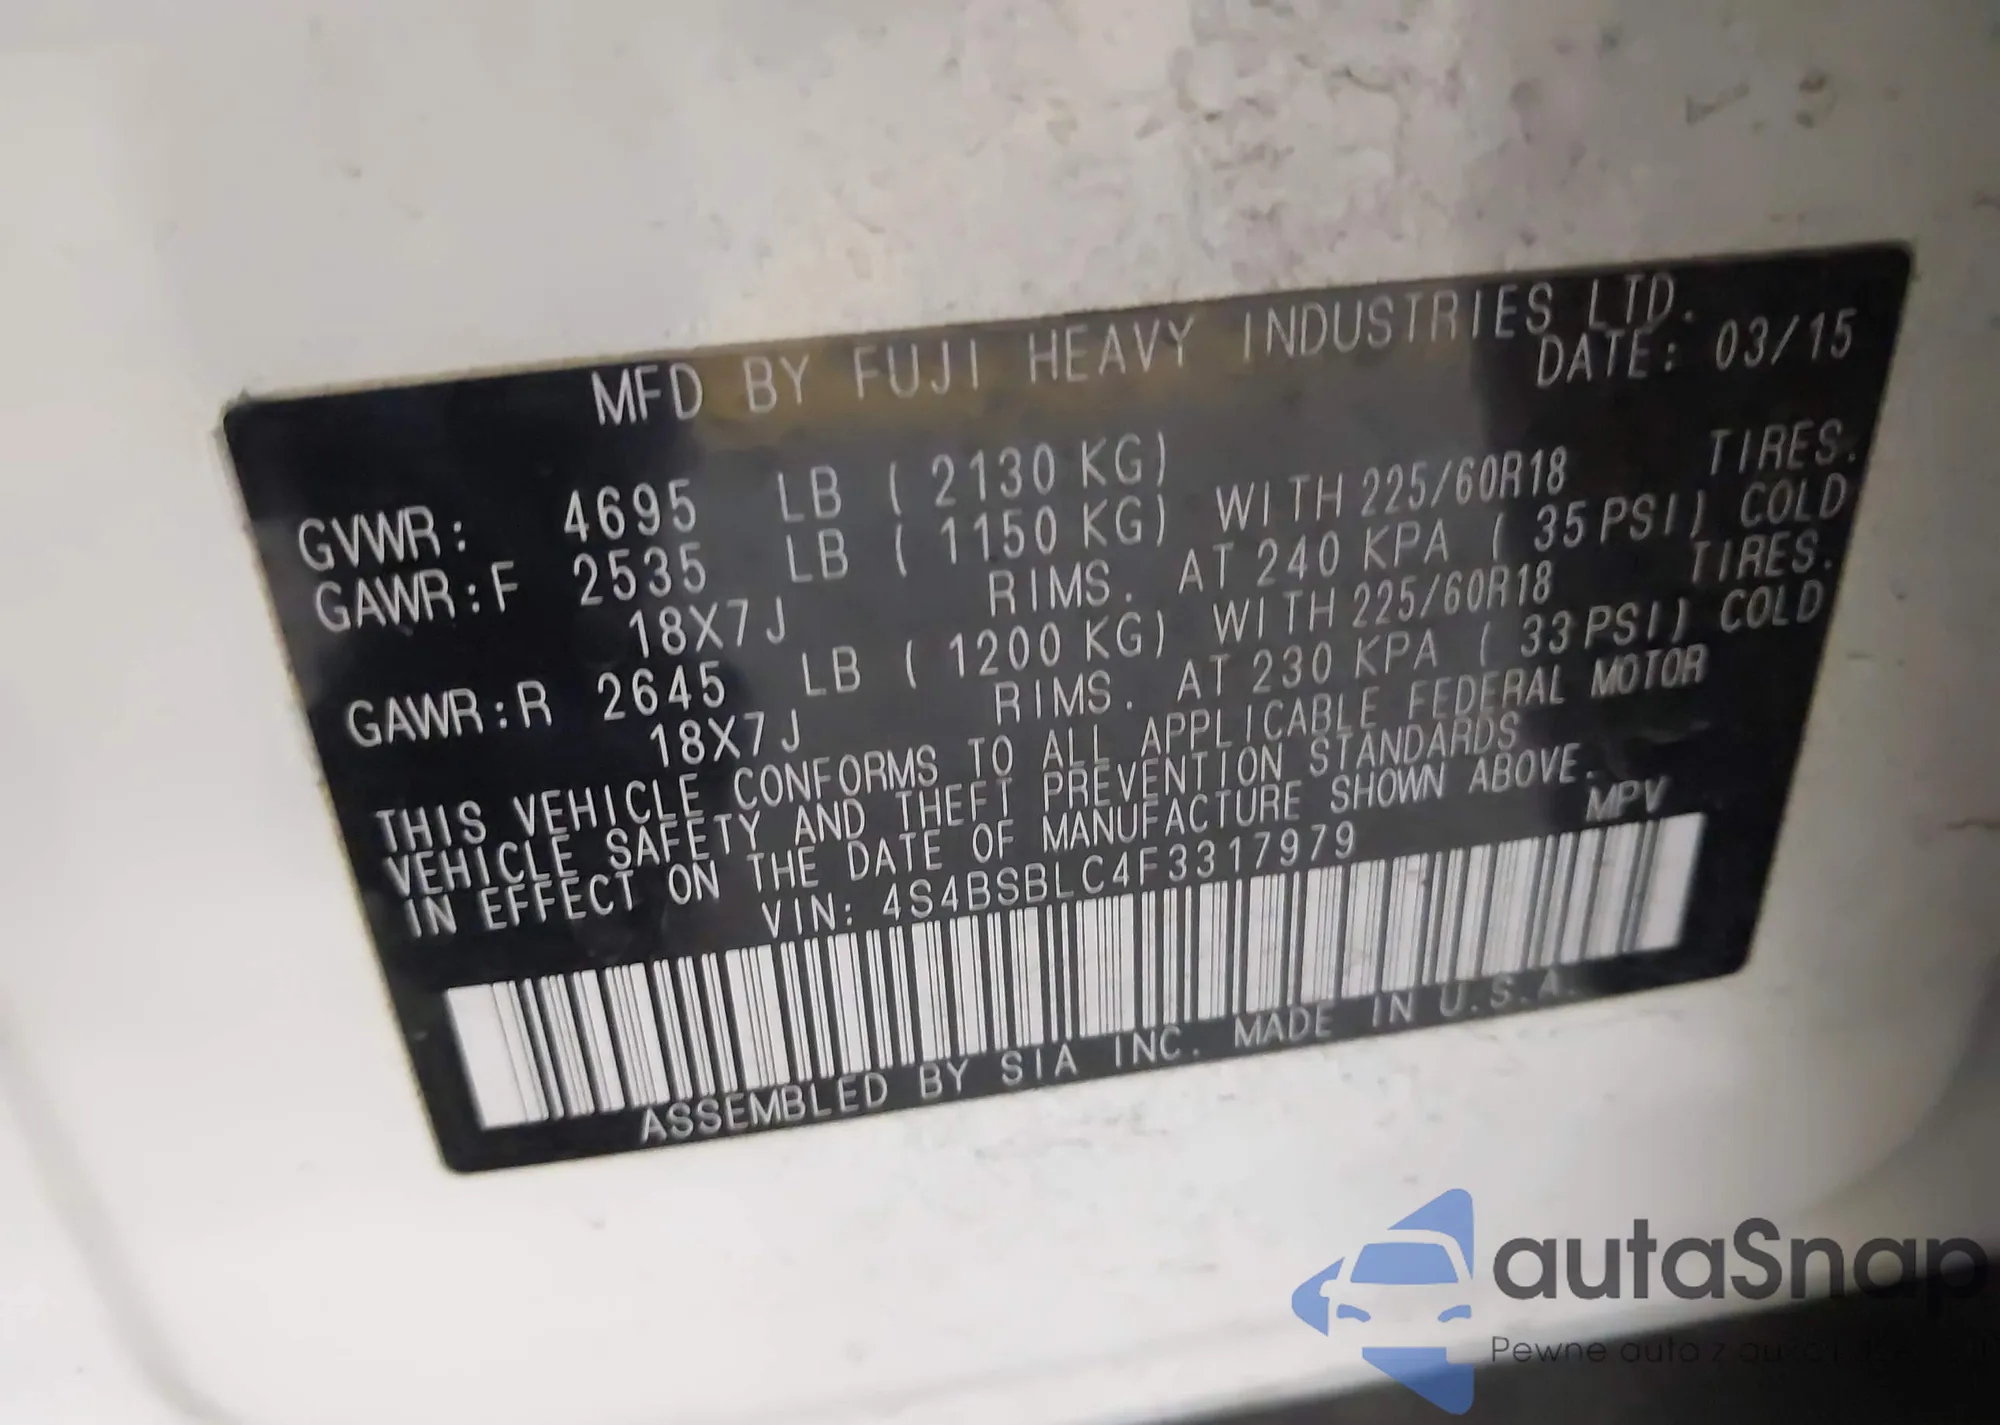 MFD BY FUJI HEAVY INDUSTRIES LTD.
DATE: 03/15
GVWR: 4695 LB ( 2130 KG)
GAWR:F 2535 LB ( 1150 KG) WITH 225/60R18 TIRES.
18X7J RIMS. AT 240 KPA ( 35 PSI) COLD
GAWR:R 2645 LB ( 1200 KG) WITH 225/60R18 TIRES.
18X7J RIMS. AT 230 KPA ( 33 PSI) COLD
THIS VEHICLE CONFORMS TO ALL APPLICABLE FEDERAL MOTOR
VEHICLE SAFETY AND THEFT PREVENTION STANDARDS
IN EFFECT ON THE DATE OF MANUFACTURE SHOWN ABOVE.
VIN: 4S4BSBLC4F3317979 MPV
ASSEMBLED BY SIA INC. MADE IN U.S.A.
autaSnap
Pewne auto z